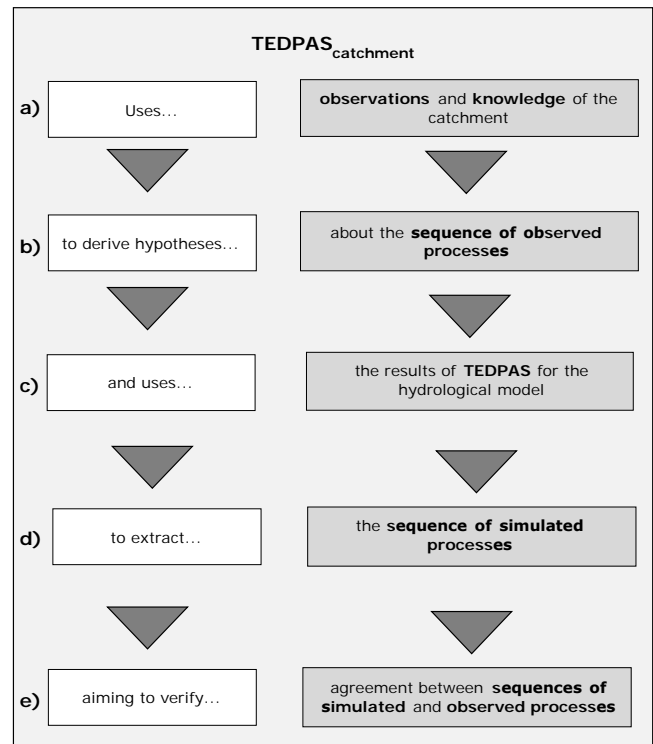 TEDPAS catchment
a)
Uses...
observations and knowledge of the
catchment
b)
to derive hypotheses...
about the sequence of observed
processes
c)
and uses...
the results of TEDPAS for the
hydrological model
d)
to extract...
the sequence of simulated
processes
e)
aiming to verify...
agreement between sequences of
simulated and observed processes